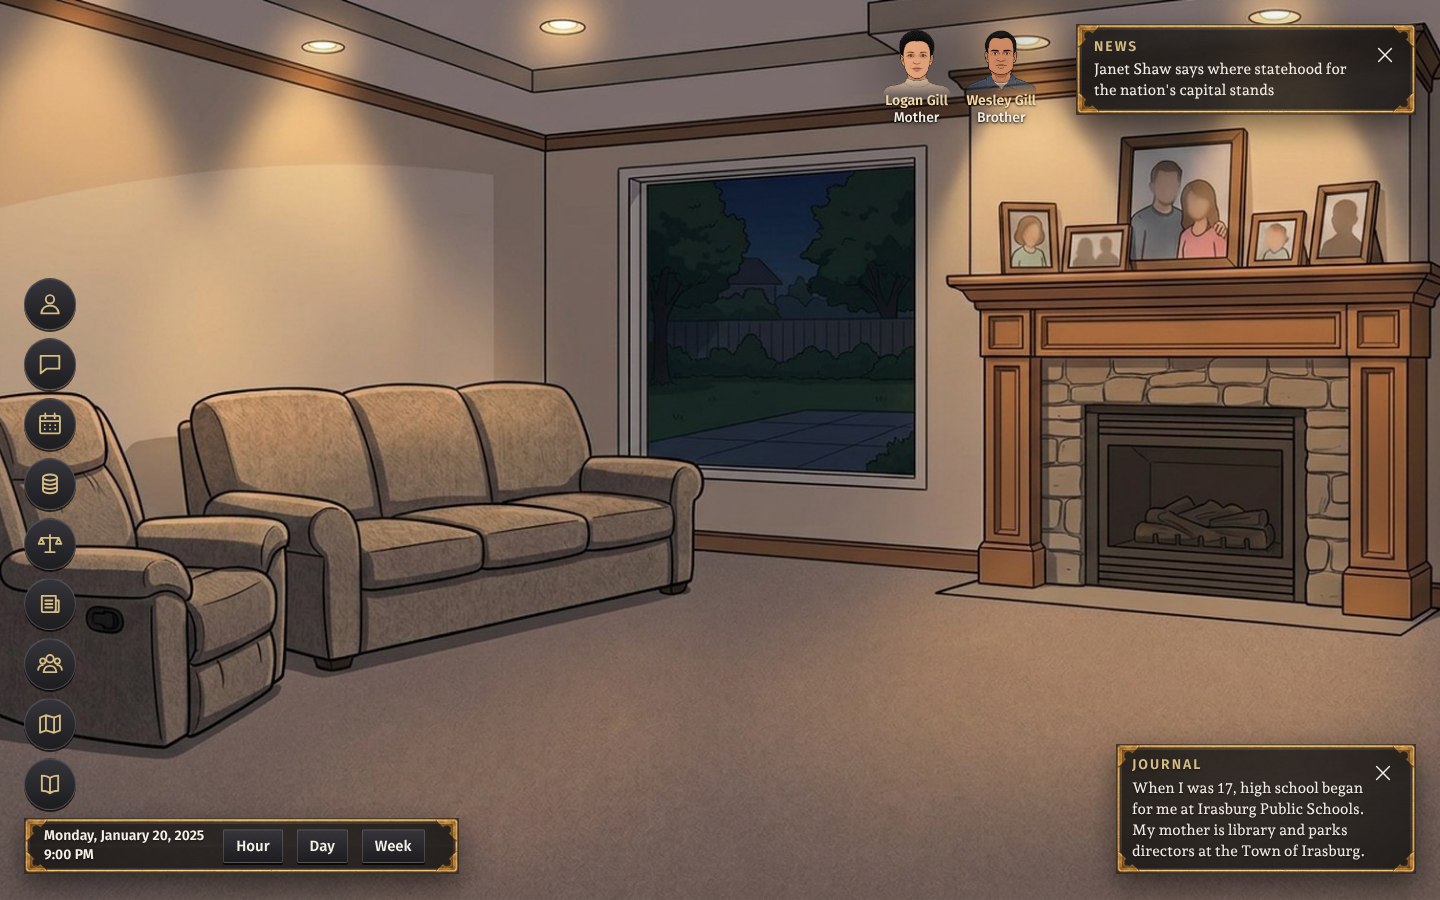 NEWS
Janet Shaw says where statehood for
the nation's capital stands
Logan Gill
Mother
Wesley Gill
Brother
JOURNAL
When I was 17, high school began
for me at Irasburg Public Schools.
My mother is library and parks
directors at the Town of Irasburg.
Monday, January 20, 2025
9:00 PM
Hour
Day
Week